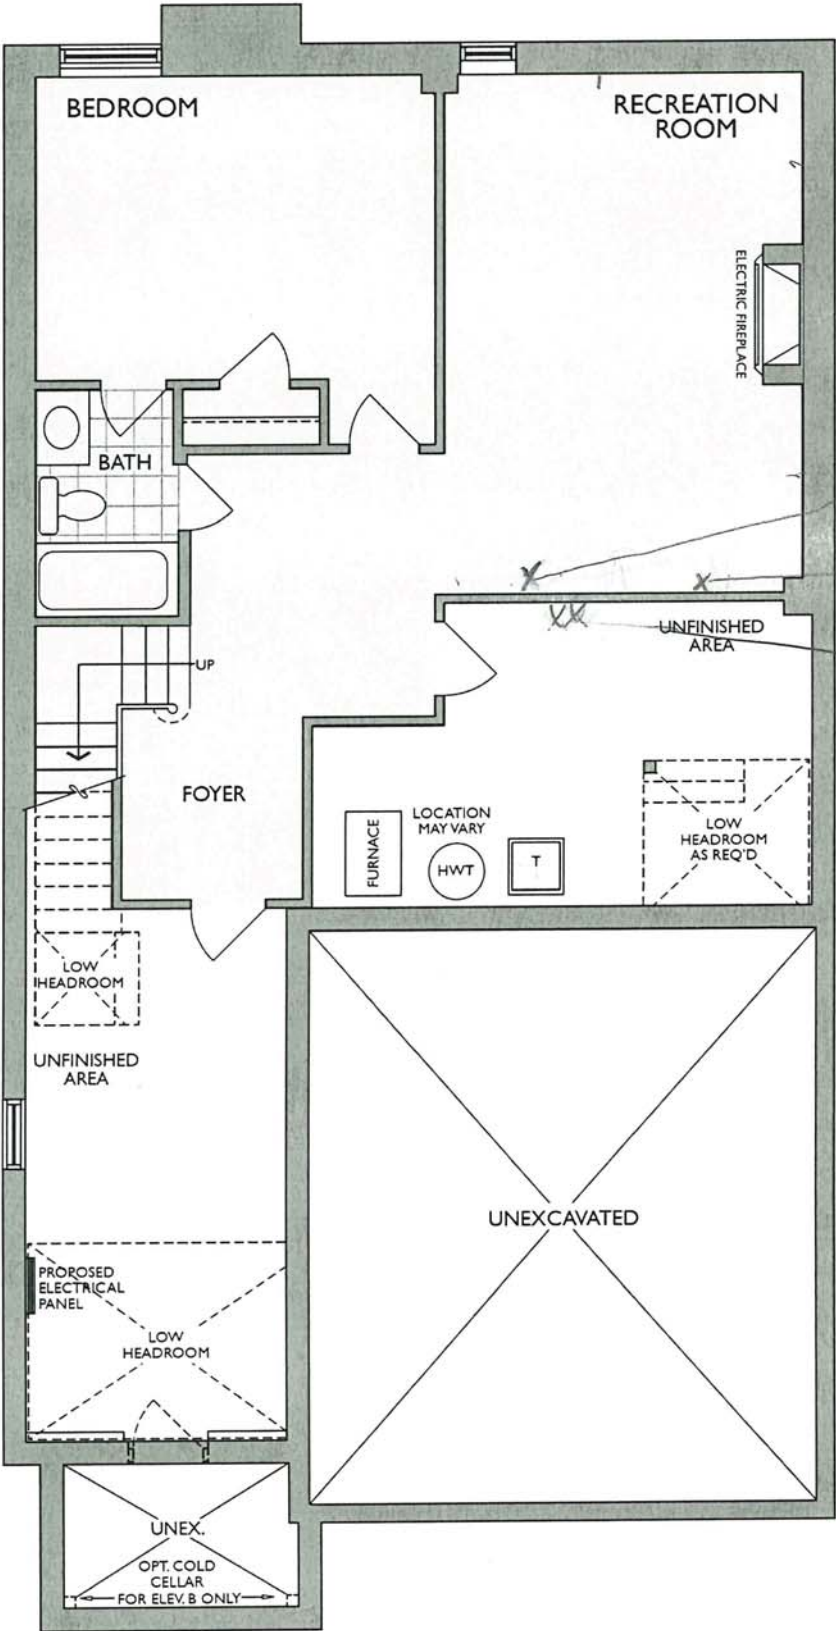 BEDROOM
RECREATION
ROOM
ELECTRIC FIREPLACE
BATH
UNFINISHED
AREA
UP
FOYER
LOCATION
MAY VARY
FURNACE
HWT
T
LOW
HEADROOM
AS REQ'D
LOW
HEADROOM
UNFINISHED
AREA
UNEXCAVATED
PROPOSED
ELECTRICAL
PANEL
LOW
HEADROOM
UNEX.
OPT. COLD
CELLAR
FOR ELEV. B ONLY